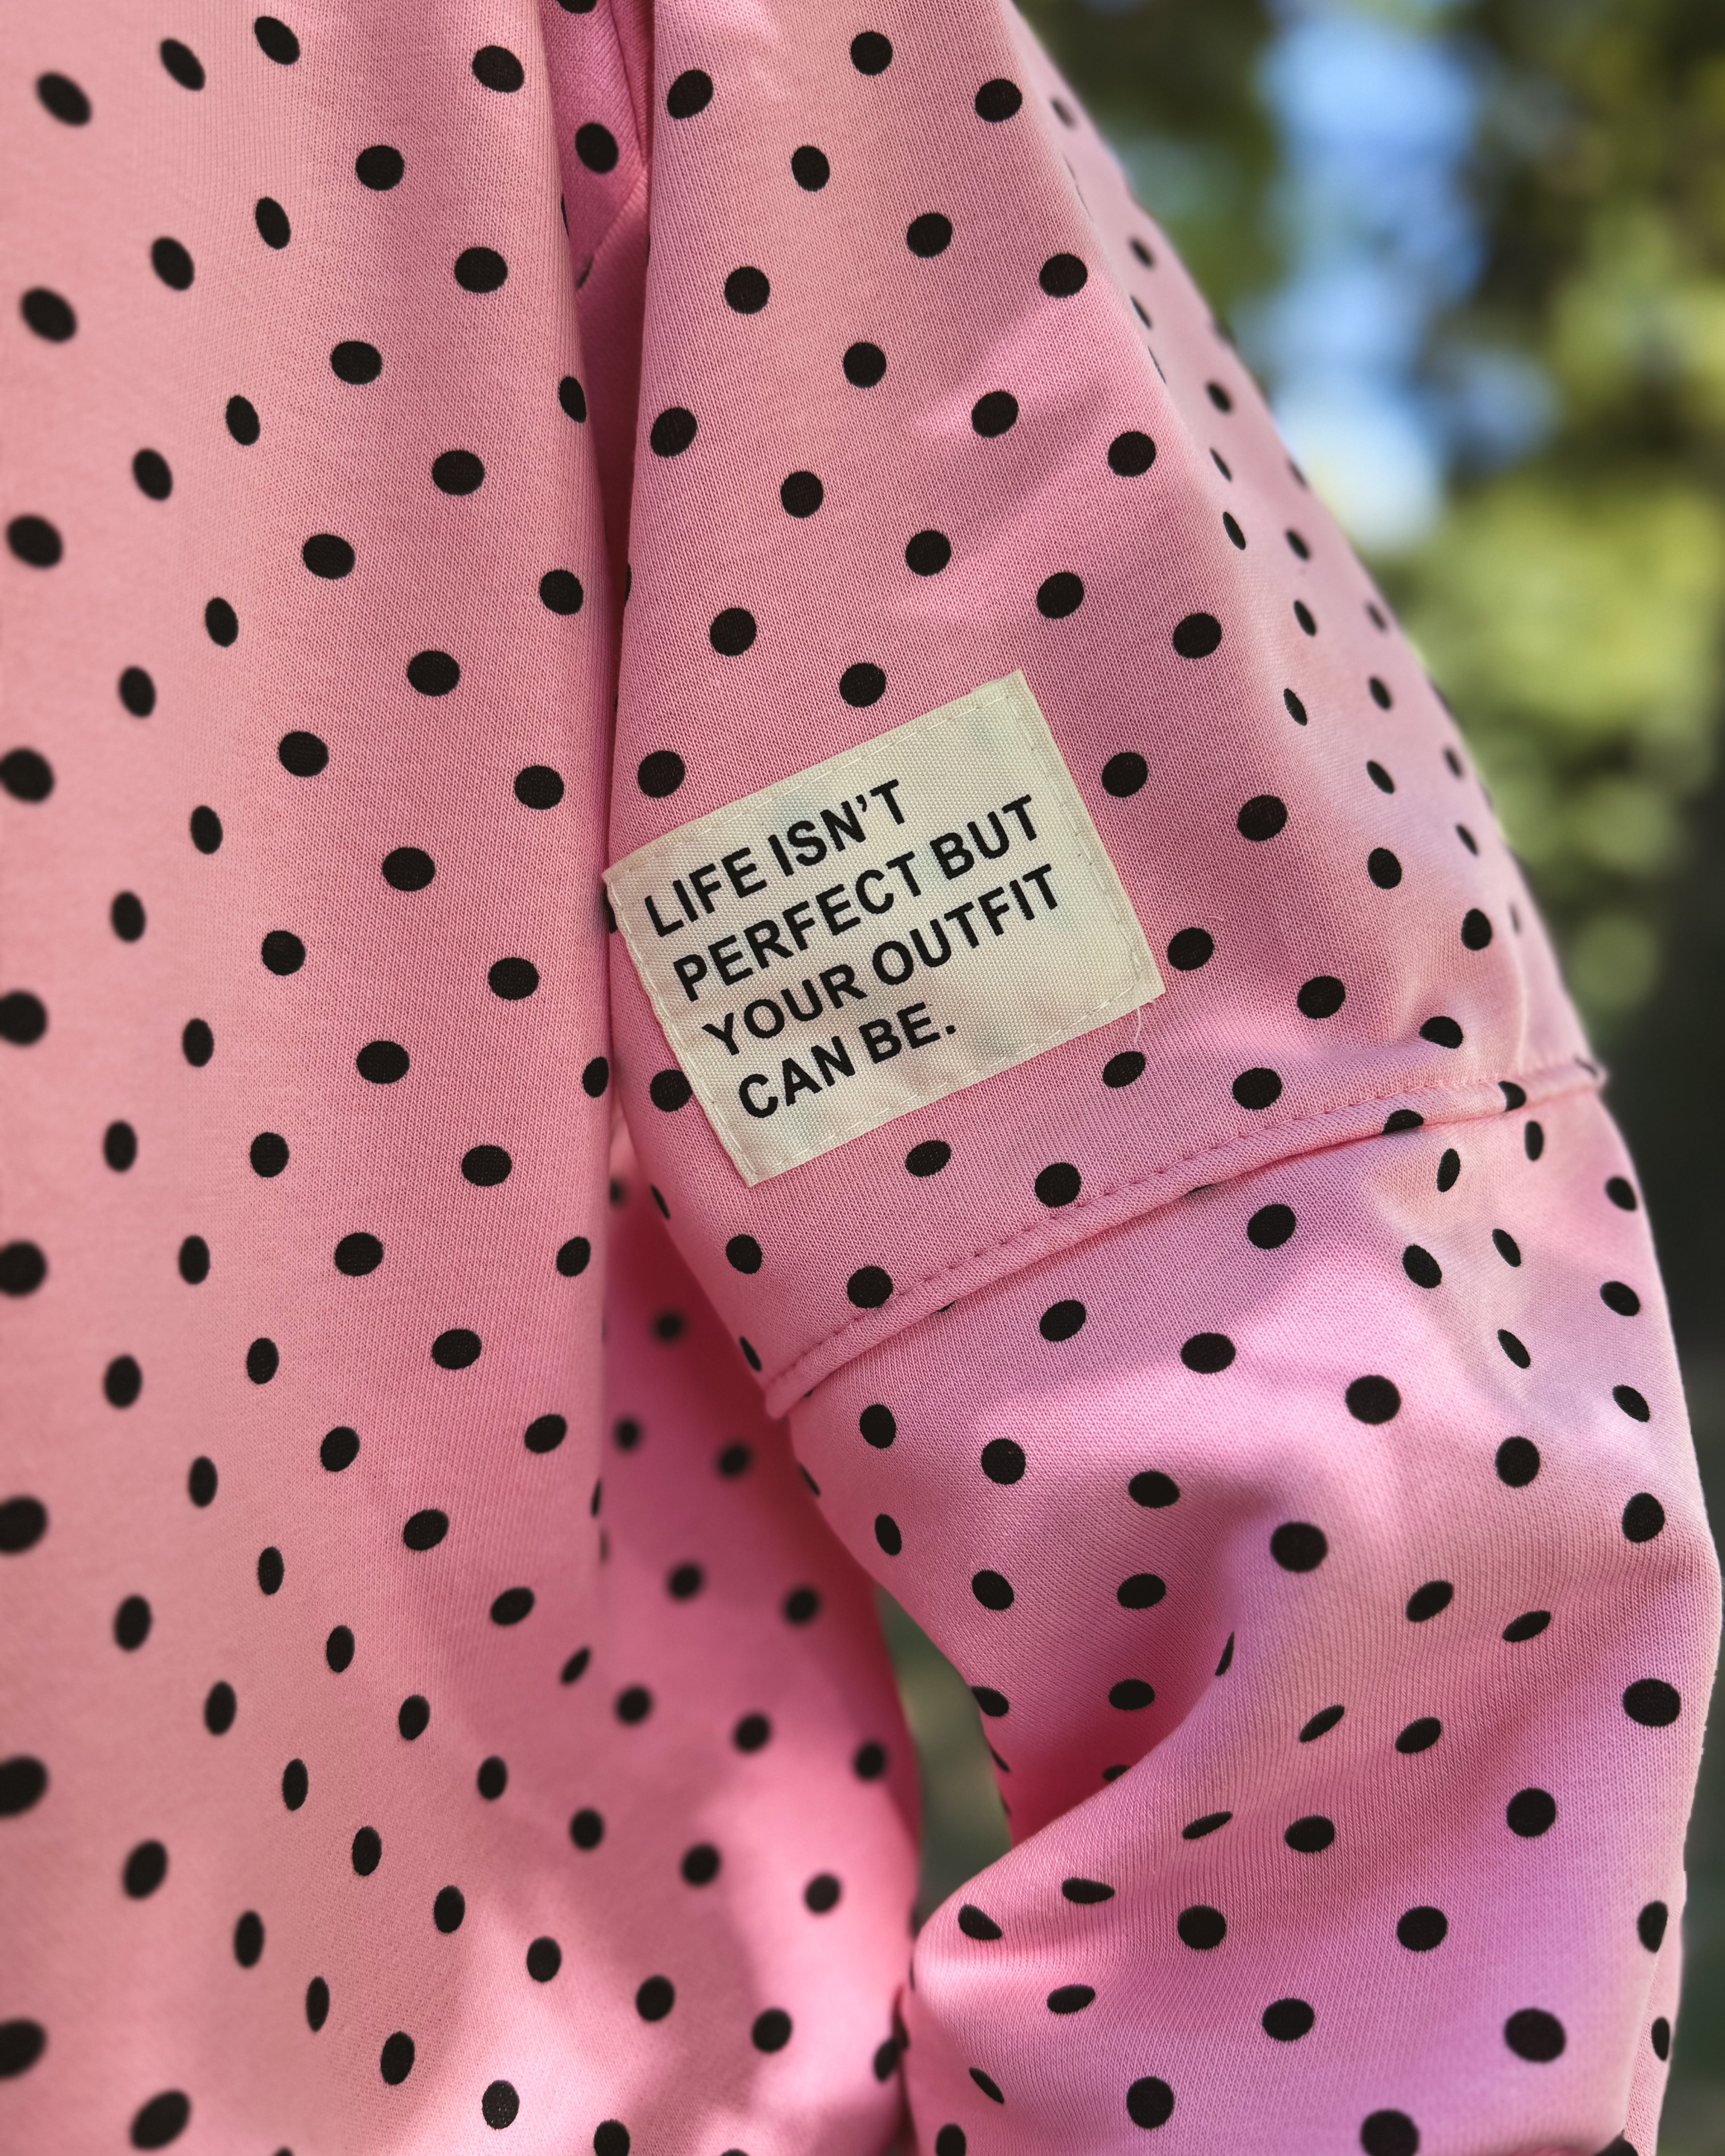 LIFE ISN’T
PERFECT BUT
YOUR OUTFIT
CAN BE.